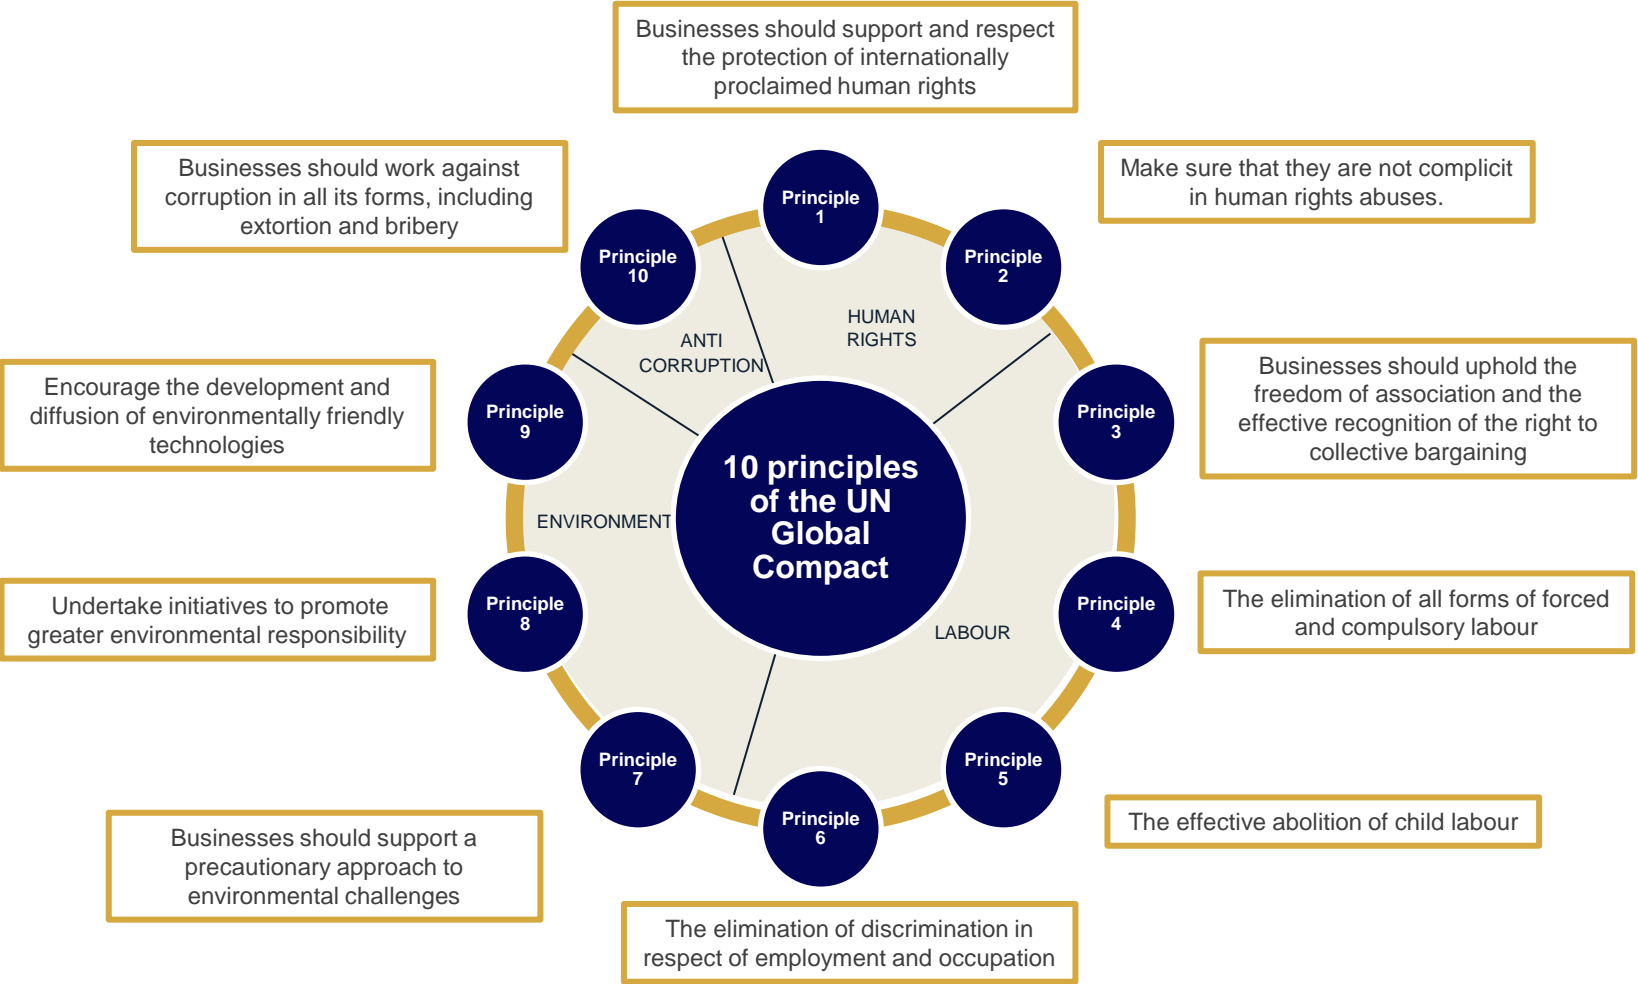 Businesses should support and respect
the protection of internationally
proclaimed human rights
Businesses should work against
corruption in all its forms, including
extortion and bribery
Make sure that they are not complicit
in human rights abuses.
Principle
1
Principle
10
Principle
2
HUMAN
RIGHTS
ANTI
CORRUPTION
Encourage the development and
diffusion of environmentally friendly
technologies
Principle
9
Principle
3
Businesses should uphold the
freedom of association and the
effective recognition of the right to
collective bargaining
10 principles
of the UN
Global
Compact
ENVIRONMENT
Undertake initiatives to promote
greater environmental responsibility
Principle
8
Principle
4
The elimination of all forms of forced
and compulsory labour
LABOUR
Principle
7
Principle
5
Principle
6
Businesses should support a
precautionary approach to
environmental challenges
The effective abolition of child labour
The elimination of discrimination in
respect of employment and occupation